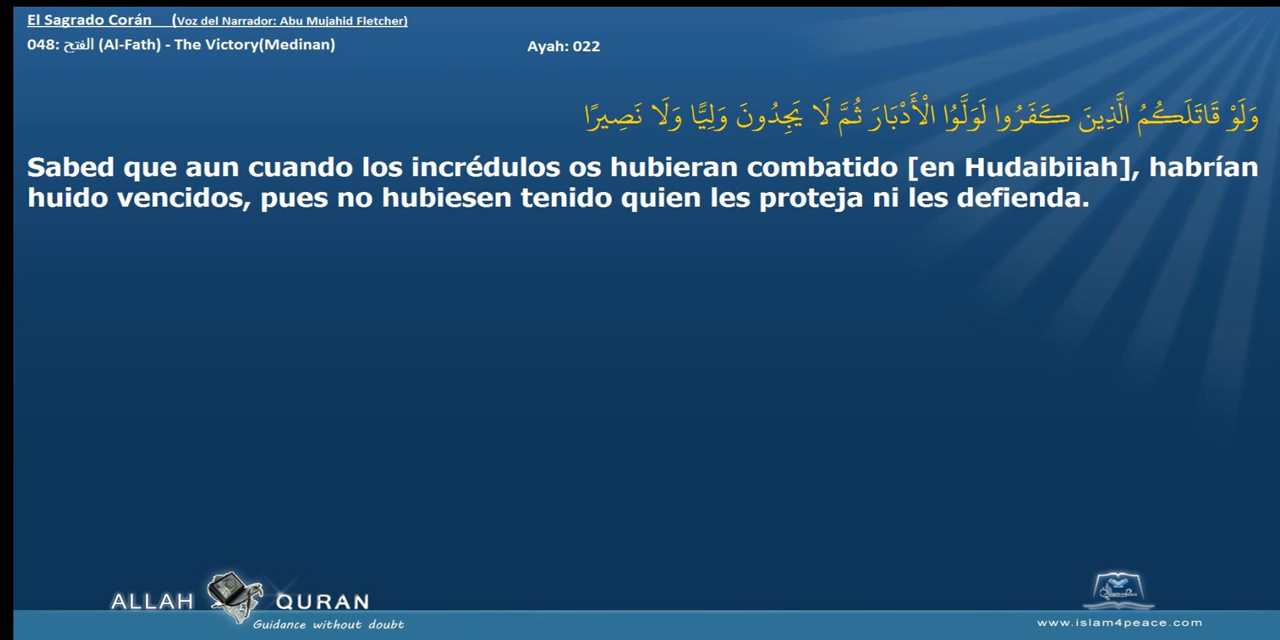 El Sagrado Corán (Voz del Narrador: Abu Mujahid Fletcher)
048: الفتح (Al-Fath) - The Victory(Medinan) Ayah: 022
وَلَوْ قَاتَلَكُمُ الَّذِينَ كَفَرُوا لَوَلَّوُا الْأَدْبَارَ ثُمَّ لَا يَجِدُونَ وَلِيًّا وَلَا نَصِيرًا
Sabed que aun cuando los incrédulos os hubieran combatido [en Hudaibiiah], habrían
huido vencidos, pues no hubiesen tenido quien les proteja ni les defienda.
ALLAH QURAN
Guidance without doubt
www.islam4peace.com